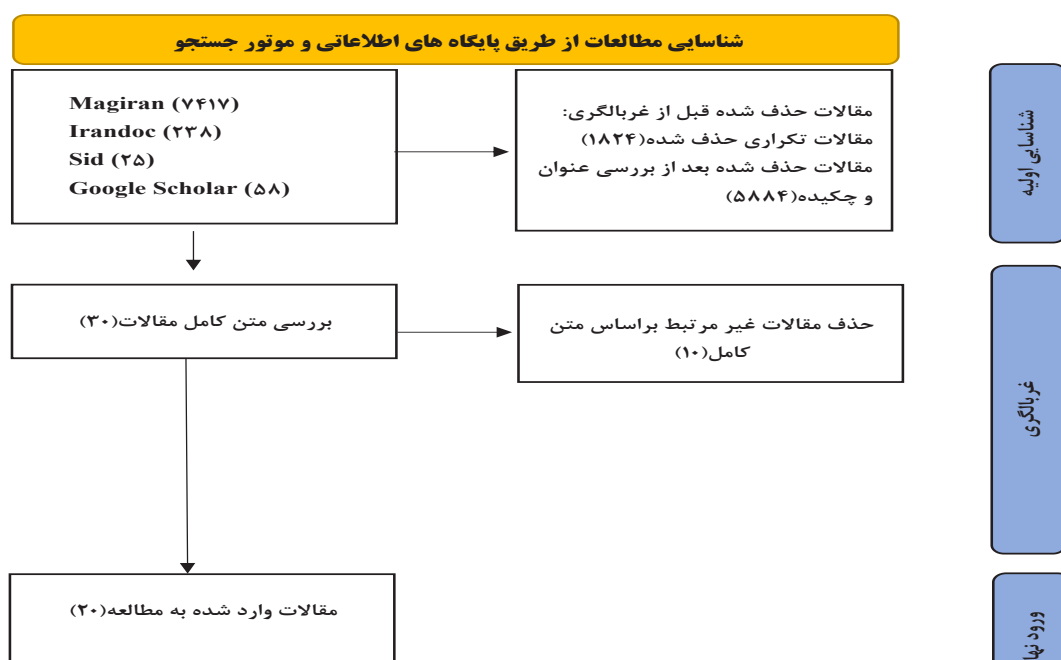 شناسایی مطالعات از طریق پایگاه های اطلاعاتی و موتور جستجو
Magiran (۷۴۱۷)
Irandoc (۲۳۸)
Sid (۲۵)
Google Scholar (۵۸)
مقالات حذف شده قبل از غربالگری:
مقالات تکراری حذف شده(۱۸۲۴)
مقالات حذف شده بعد از بررسی عنوان
و چکیده(۵۸۸۴)
شناسایی اولیه
بررسی متن کامل مقالات(۳۰)
حذف مقالات غیر مرتبط براساس متن
کامل(۱۰)
غربالگری
مقالات وارد شده به مطالعه(۲۰)
ورود